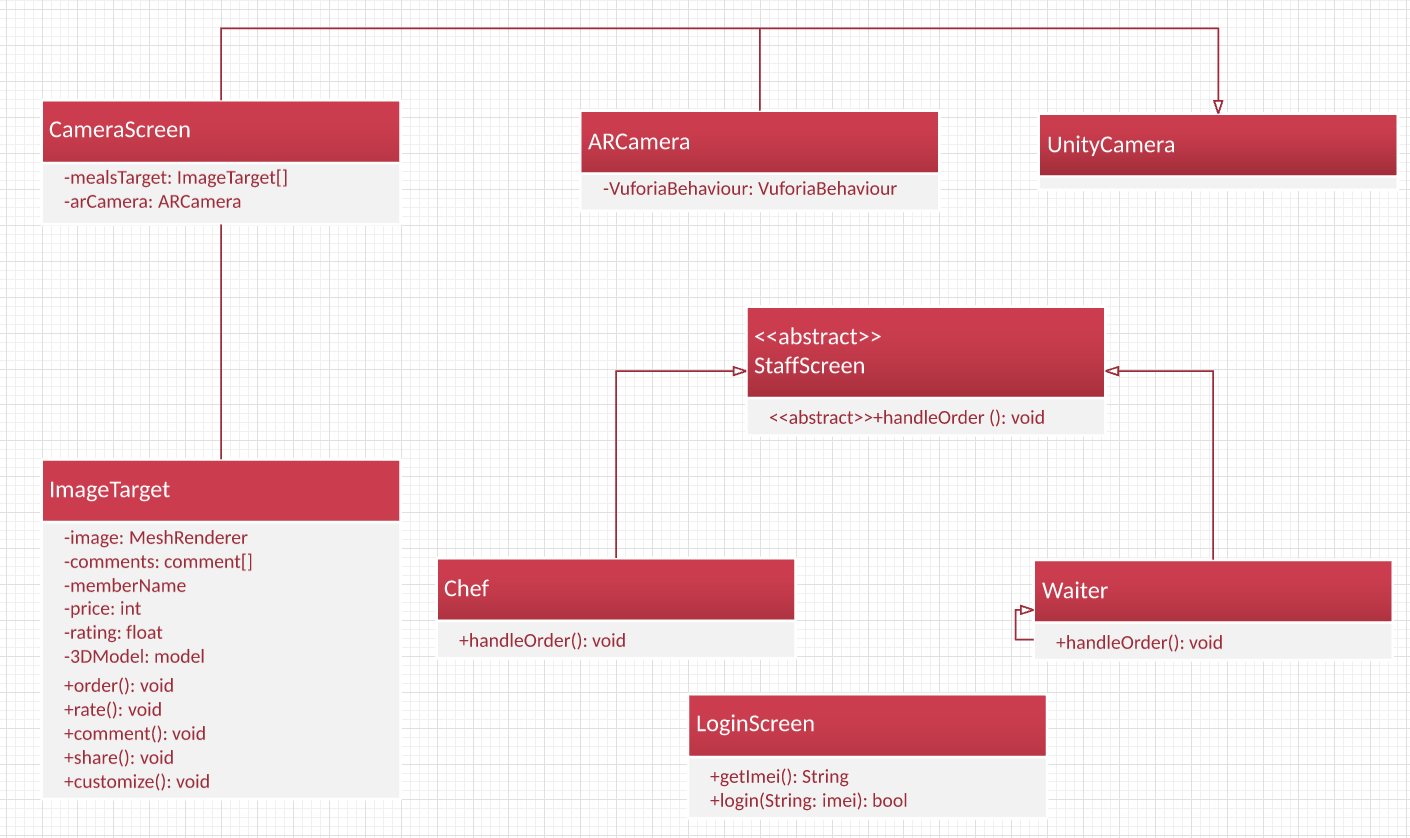 CameraScreen
-mealsTarget: ImageTarget[]
-arCamera: ARCamera
ARCamera
-VuforiaBehaviour: VuforiaBehaviour
UnityCamera
<<abstract>>
StaffScreen
<<abstract>>+handleOrder (): void
ImageTarget
-image: MeshRenderer
-comments: comment[]
-memberName
-price: int
-rating: float
-3DModel: model
+order(): void
+rate(): void
+comment(): void
+share(): void
+customize(): void
Chef
+handleOrder(): void
Waiter
+handleOrder(): void
LoginScreen
+getImei(): String
+login(String: imei): bool